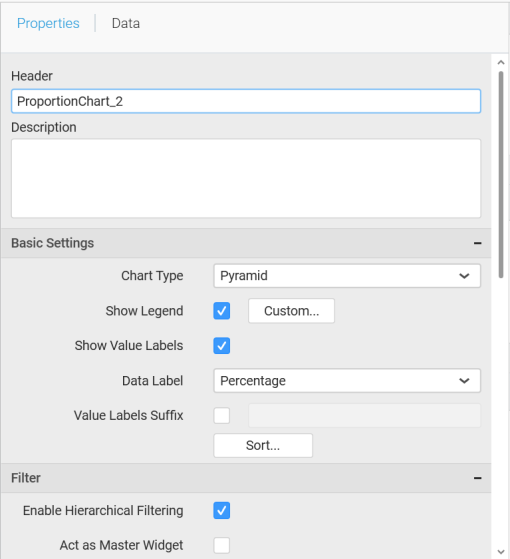 Properties Data
Header
ProportionChart_2
Description
Basic Settings
Chart Type Pyramid
Show Legend Custom...
Show Value Labels
Data Label Percentage
Value Labels Suffix
Sort...
Filter
Enable Hierarchical Filtering
Act as Master Widget